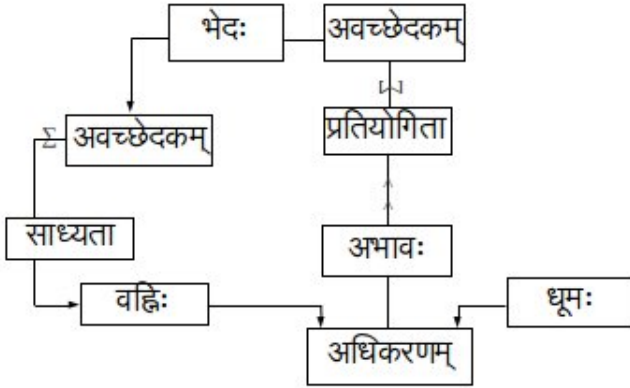 भेदः
अवच्छेदकम्
अवच्छेदकम्
प्रतियोगिता
साध्यता
अभावः
वह्निः
धूमः
अधिकरणम्